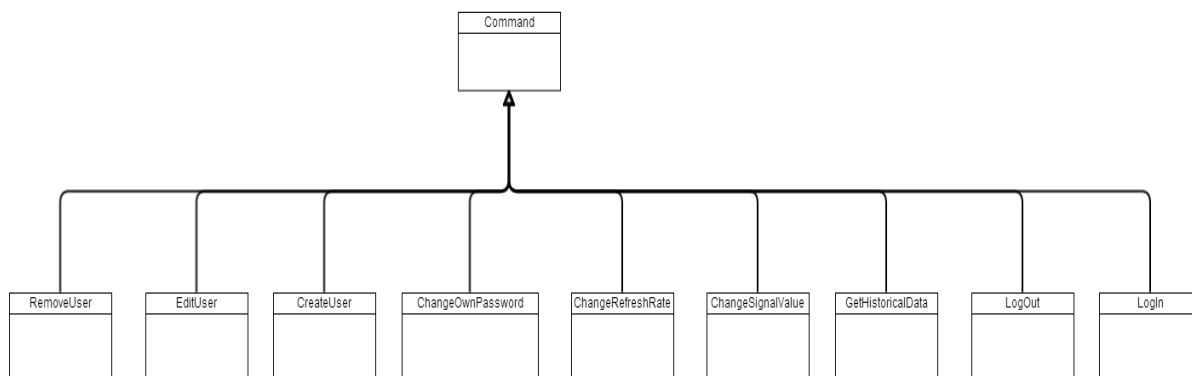 Command
RemoveUser
EditUser
CreateUser
ChangeOwnPassword
ChangeRefreshRate
ChangeSignalValue
GetHistoricalData
LogOut
LogIn